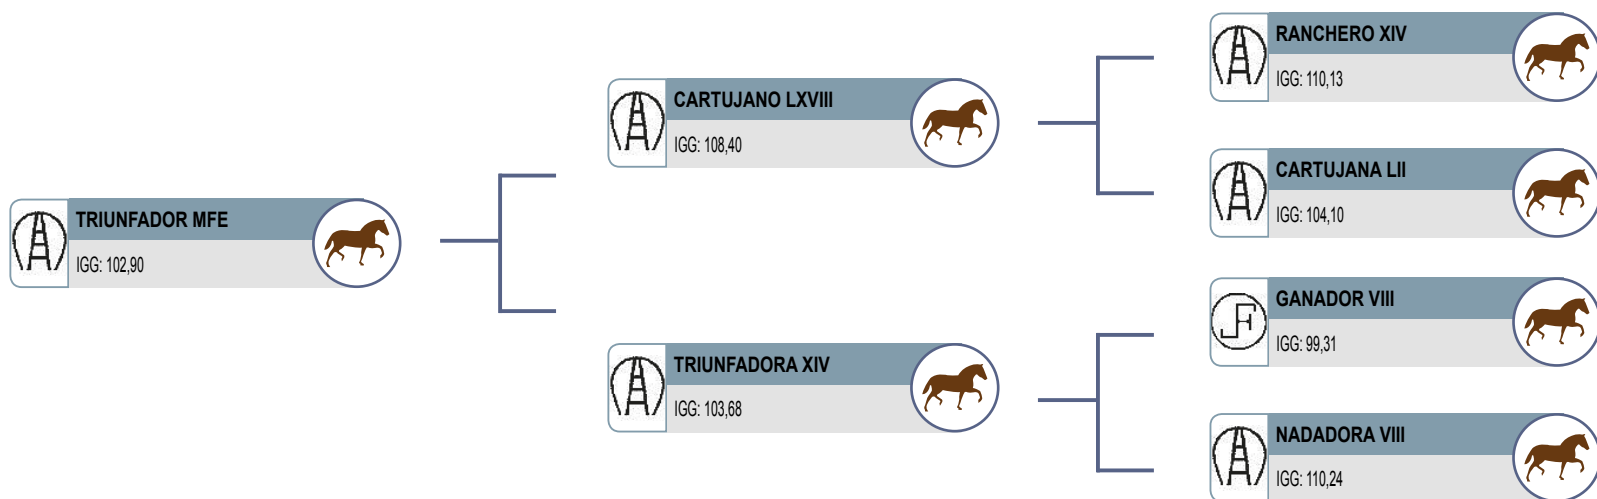 TRIUNFADOR MFE
IGG: 102,90
CARTUJANO LXVIII
IGG: 108,40
TRIUNFADORA XIV
IGG: 103,68
RANCHERO XIV
IGG: 110,13
CARTUJANA LII
IGG: 104,10
GANADOR VIII
IGG: 99,31
NADADORA VIII
IGG: 110,24